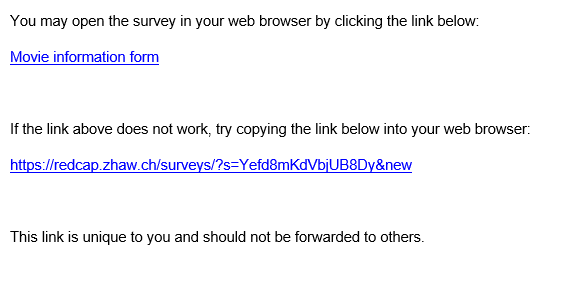 You may open the survey in your web browser by clicking the link below:
Movie information form
If the link above does not work, try copying the link below into your web browser:
https://redcap.zhaw.ch/surveys/?s=Yefd8mKdVbjUB8Dy&new
This link is unique to you and should not be forwarded to others.